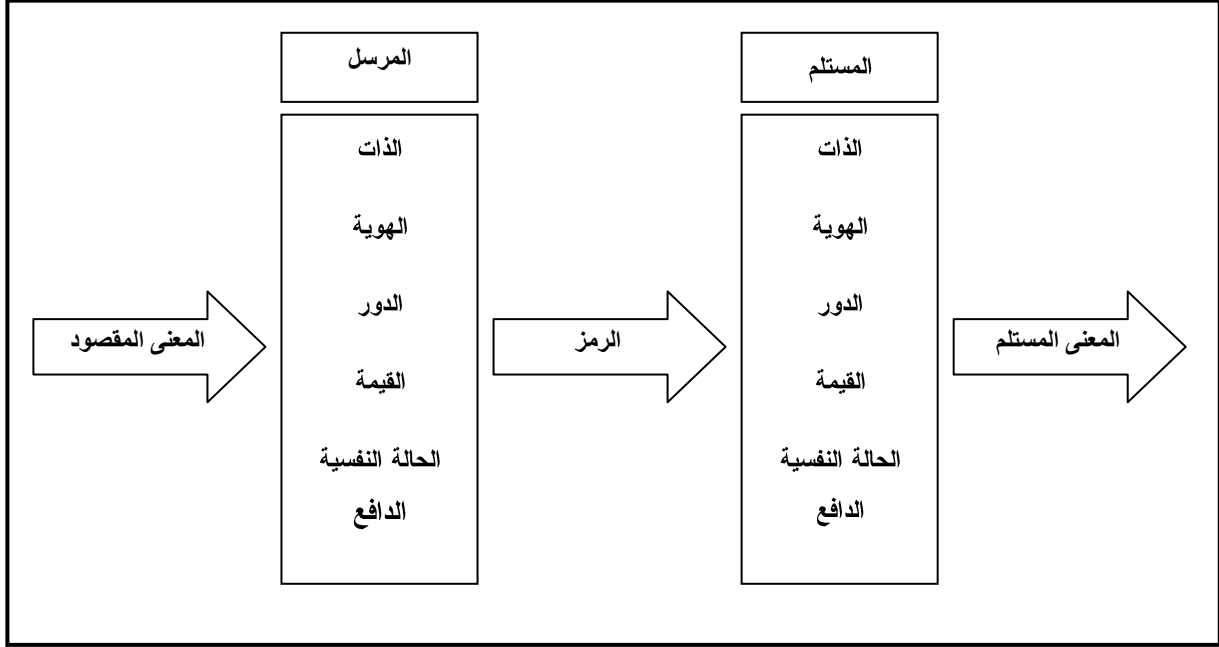 المرسل
المستلم
الذات
الهوية
الدور
القيمة
الحالة النفسية
الدافع
الذات
الهوية
الدور
القيمة
الحالة النفسية
الدافع
المعنى المقصود
الرمز
المعنى المستلم